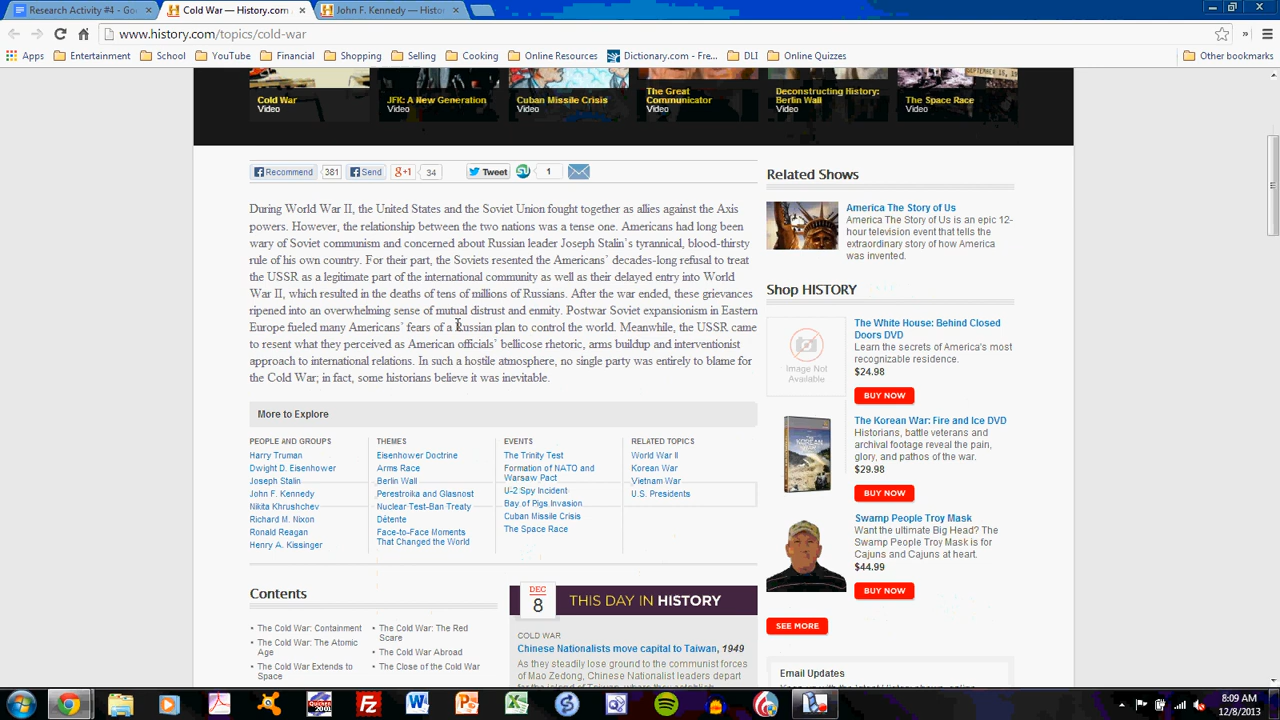 Research Activity #4 - Goo
Cold War — History.com
John F. Kennedy — History
www.history.com/topics/cold-war
Apps Entertainment School YouTube Financial Shopping Selling Cooking Online Resources Dictionary.com - Fre... DLI Online Quizzes Other bookmarks
Cold War
Video
JFK: A New Generation
Video
Cuban Missile Crisis
Video
The Great
Communicator
Video
Deconstructing History:
Berlin Wall
Video
SEPTEMBER 18, 19
The Space Race
Video
Recommend 381 Send +1 34 Tweet 1
During World War II, the United States and the Soviet Union fought together as allies against the Axis
powers. However, the relationship between the two nations was a tense one. Americans had long been
wary of Soviet communism and concerned about Russian leader Joseph Stalin's tyrannical, blood-thirsty
rule of his own country. For their part, the Soviets resented the Americans' decades-long refusal to treat
the USSR as a legitimate part of the international community as well as their delayed entry into World
War II, which resulted in the deaths of tens of millions of Russians. After the war ended, these grievances
ripened into an overwhelming sense of mutual distrust and enmity. Postwar Soviet expansionism in Eastern
Europe fueled many Americans' fears of a Russian plan to control the world. Meanwhile, the USSR came
to resent what they perceived as American officials' bellicose rhetoric, arms buildup and interventionist
approach to international relations. In such a hostile atmosphere, no single party was entirely to blame for
the Cold War; in fact, some historians believe it was inevitable.
More to Explore
PEOPLE AND GROUPS
Harry Truman
Dwight D. Eisenhower
Joseph Stalin
John F. Kennedy
Nikita Khrushchev
Richard M. Nixon
Ronald Reagan
Henry A. Kissinger
THEMES
Eisenhower Doctrine
Arms Race
Berlin Wall
Perestroika and Glasnost
Nuclear Test-Ban Treaty
Détente
Face-to-Face Moments
That Changed the World
EVENTS
The Trinity Test
Formation of NATO and
Warsaw Pact
U-2 Spy Incident
Bay of Pigs Invasion
Cuban Missile Crisis
The Space Race
RELATED TOPICS
World War II
Korean War
Vietnam War
U.S. Presidents
Contents
The Cold War: Containment
The Cold War: The Atomic
Age
The Cold War Extends to
Space
The Cold War: The Red
Scare
The Cold War Abroad
The Close of the Cold War
DEC
8
THIS DAY IN HISTORY
COLD WAR
Chinese Nationalists move capital to Taiwan, 1949
As they steadily lose ground to the communist forces
of Mao Zedong, Chinese Nationalist leaders depart
Related Shows
America The Story of Us
America The Story of Us is an epic 12-
hour television event that tells the
extraordinary story of how America
was invented.
Shop HISTORY
Image Not
Available
The White House: Behind Closed
Doors DVD
Learn the secrets of America's most
recognizable residence.
$24.98
BUY NOW
THE
KOREAN
WAR
The Korean War: Fire and Ice DVD
Historians, battle veterans and
archival footage reveal the pain,
glory, and pathos of the war.
$29.98
BUY NOW
Swamp People Troy Mask
Want the ultimate Big Head? The
Swamp People Troy Mask is for
Cajuns and Cajuns at heart.
$44.99
BUY NOW
SEE MORE
Email Updates
8:09 AM
12/8/2013